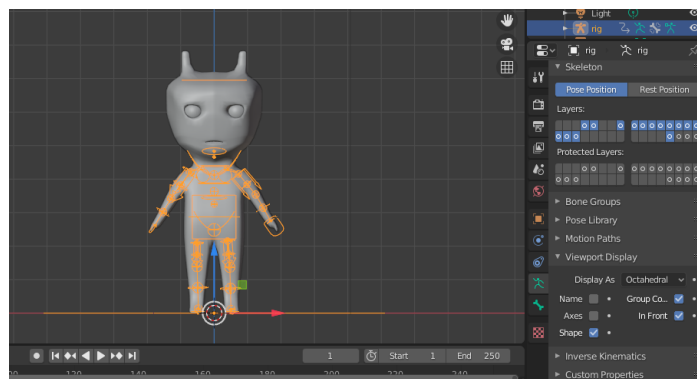 Light
rig
rig
rig
Skeleton
Pose Position
Rest Position
Layers:
Protected Layers:
Bone Groups
Pose Library
Motion Paths
Viewport Display
Display As
Octahedral
Name
Group Co...
Axes
In Front
Shape
1
Start
1
End
250
Inverse Kinematics
Custom Properties
120
140
160
180
200
220
240